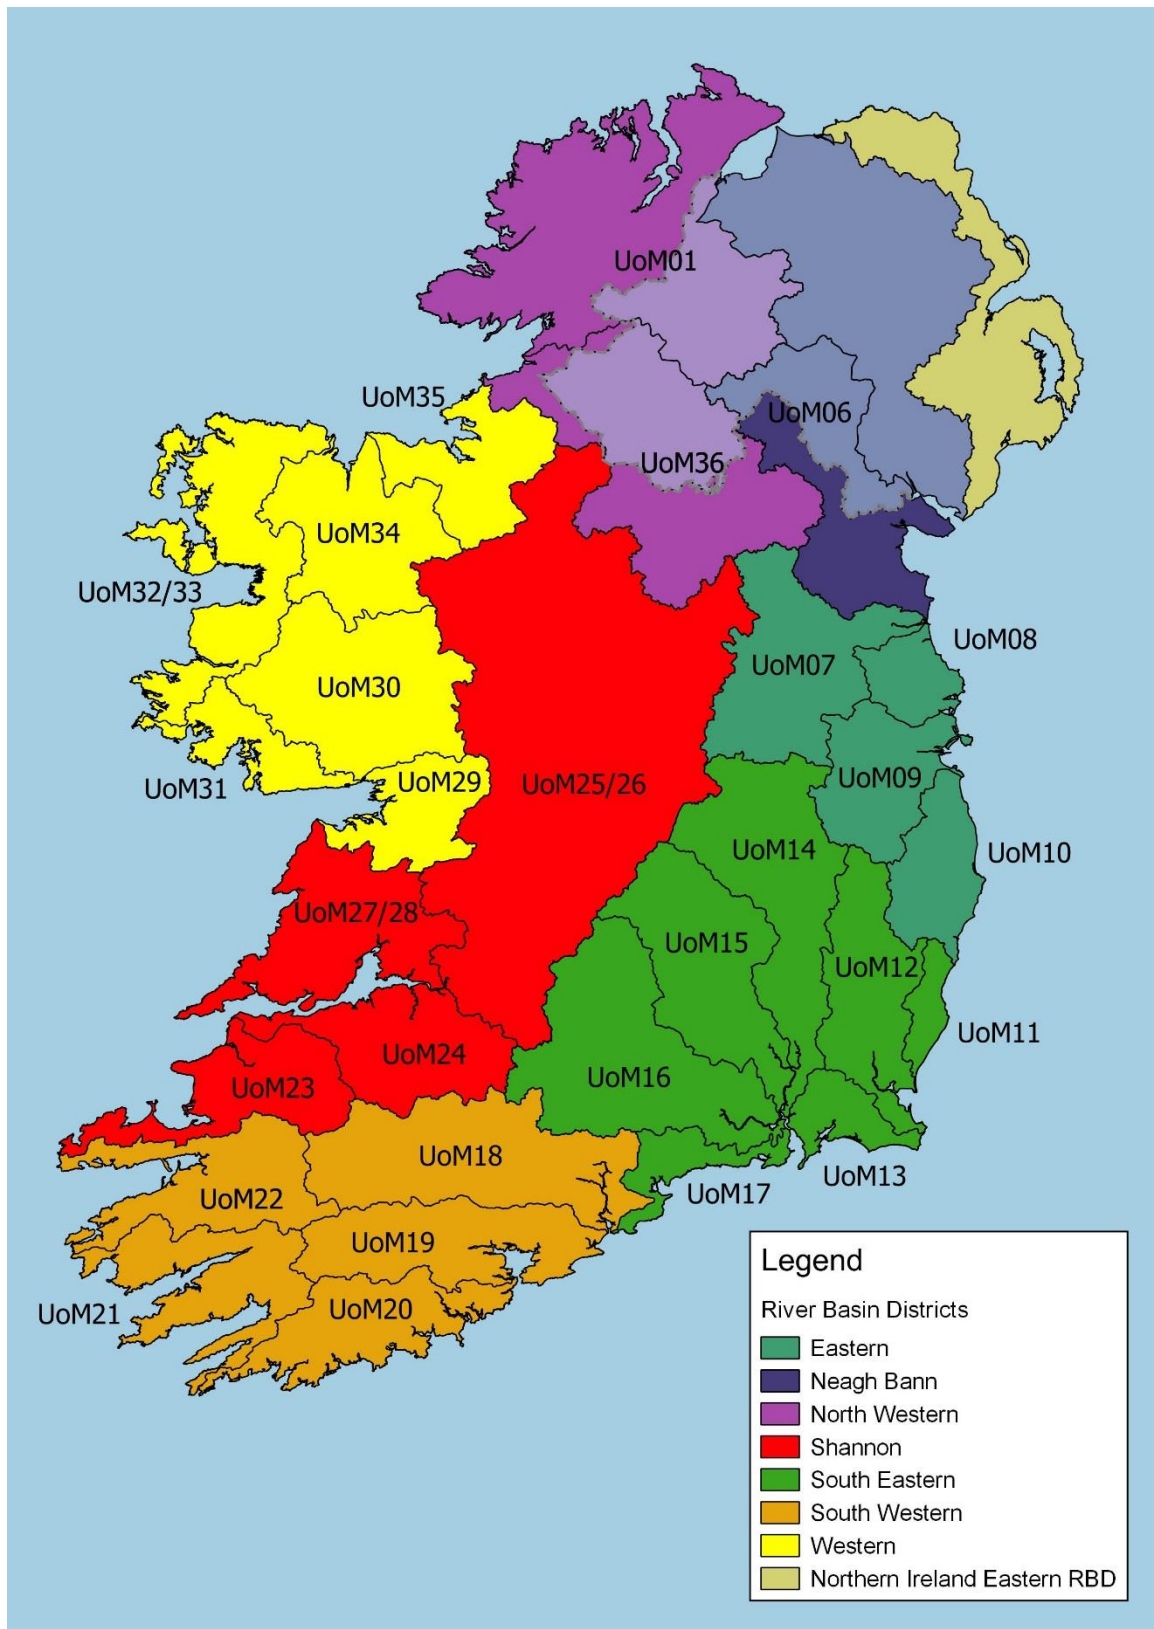 UoM01
UoM35
UoM06
UoM36
UoM34
UoM32/33
UoM08
UoM07
UoM30
UoM31
UoM29
UoM25/26
UoM09
UoM14
UoM10
UoM27/28
UoM15
UoM12
UoM11
UoM24
UoM23
UoM16
UoM18
UoM13
UoM22
UoM17
UoM19
UoM21
UoM20
Legend
River Basin Districts
Eastern
Neagh Bann
North Western
Shannon
South Eastern
South Western
Western
Northern Ireland Eastern RBD